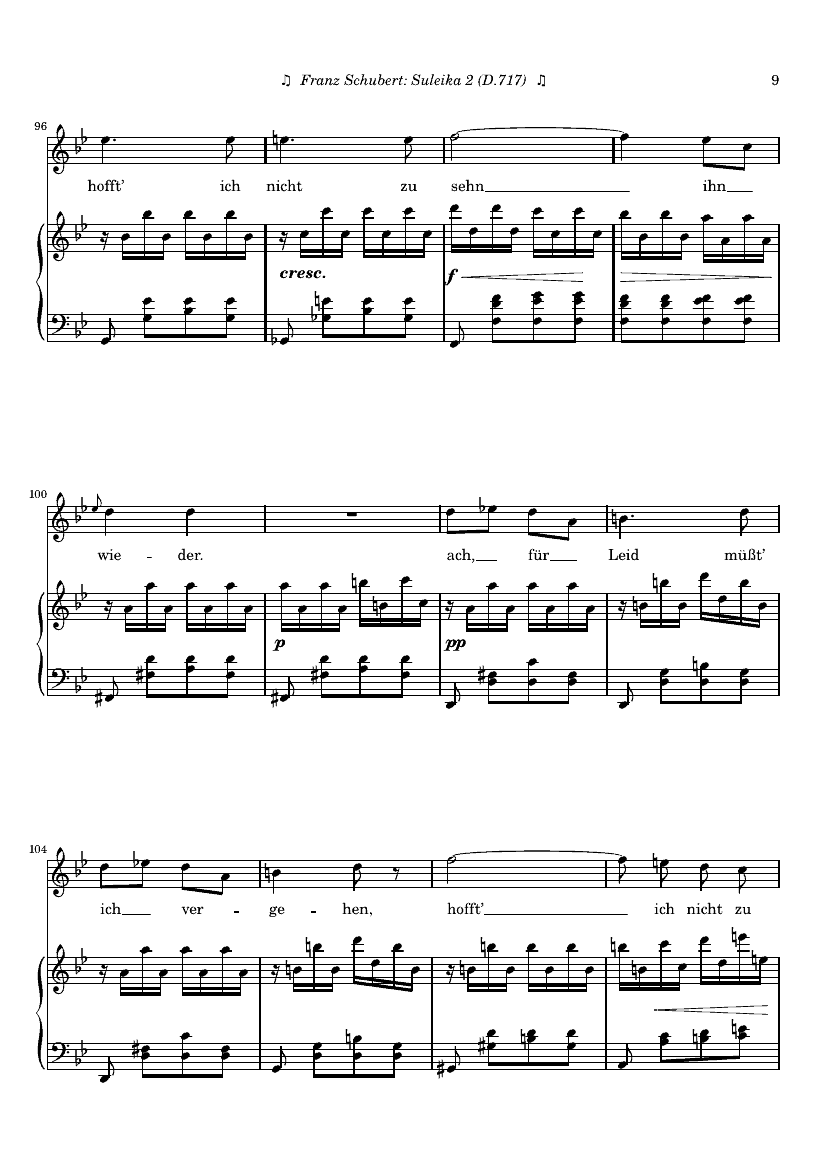 ♫ Franz Schubert: Suleika 2 (D.717) ♫ 9
96
hofft’ ich nicht zu sehn ihn
cresc. f
100
wie - der. ach, für Leid müßt’
p pp
104
ich ver - ge - hen, hofft’ ich nicht zu